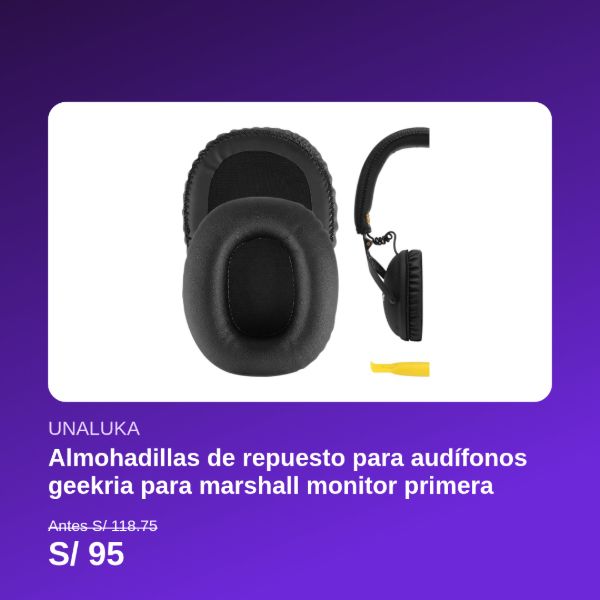 UNALUKA
Almohadillas de repuesto para audífonos
geekria para marshall monitor primera
Antes S/ 118.75
S/ 95